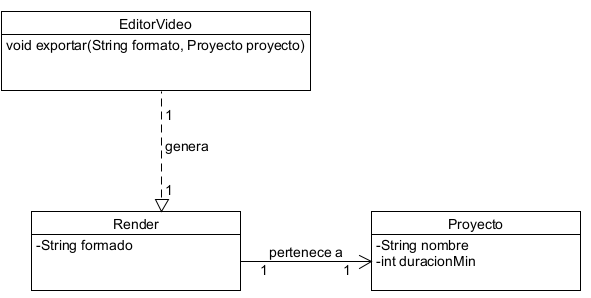 EditorVideo
void exportar(String formato, Proyecto proyecto)
1
genera
1
Render
-String formado
pertenece a
1
1
Proyecto
-String nombre
-int duracionMin